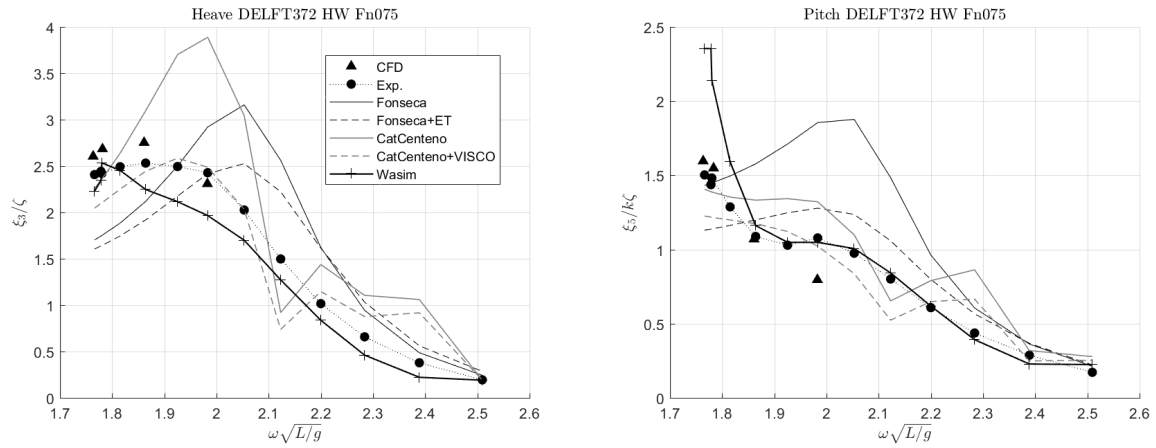 Heave DELFT372 HW Fn075
ξ₃/ζ
4
3.5
3
2.5
2
1.5
1
0.5
0
1.7 1.8 1.9 2 2.1 2.2 2.3 2.4 2.5 2.6
ω√L/g
CFD
Exp.
Fonseca
Fonseca+ET
CatCenteno
CatCenteno+VISCO
Wasim
Pitch DELFT372 HW Fn075
ξ₅/kζ
2.5
2
1.5
1
0.5
0
1.7 1.8 1.9 2 2.1 2.2 2.3 2.4 2.5 2.6
ω√L/g